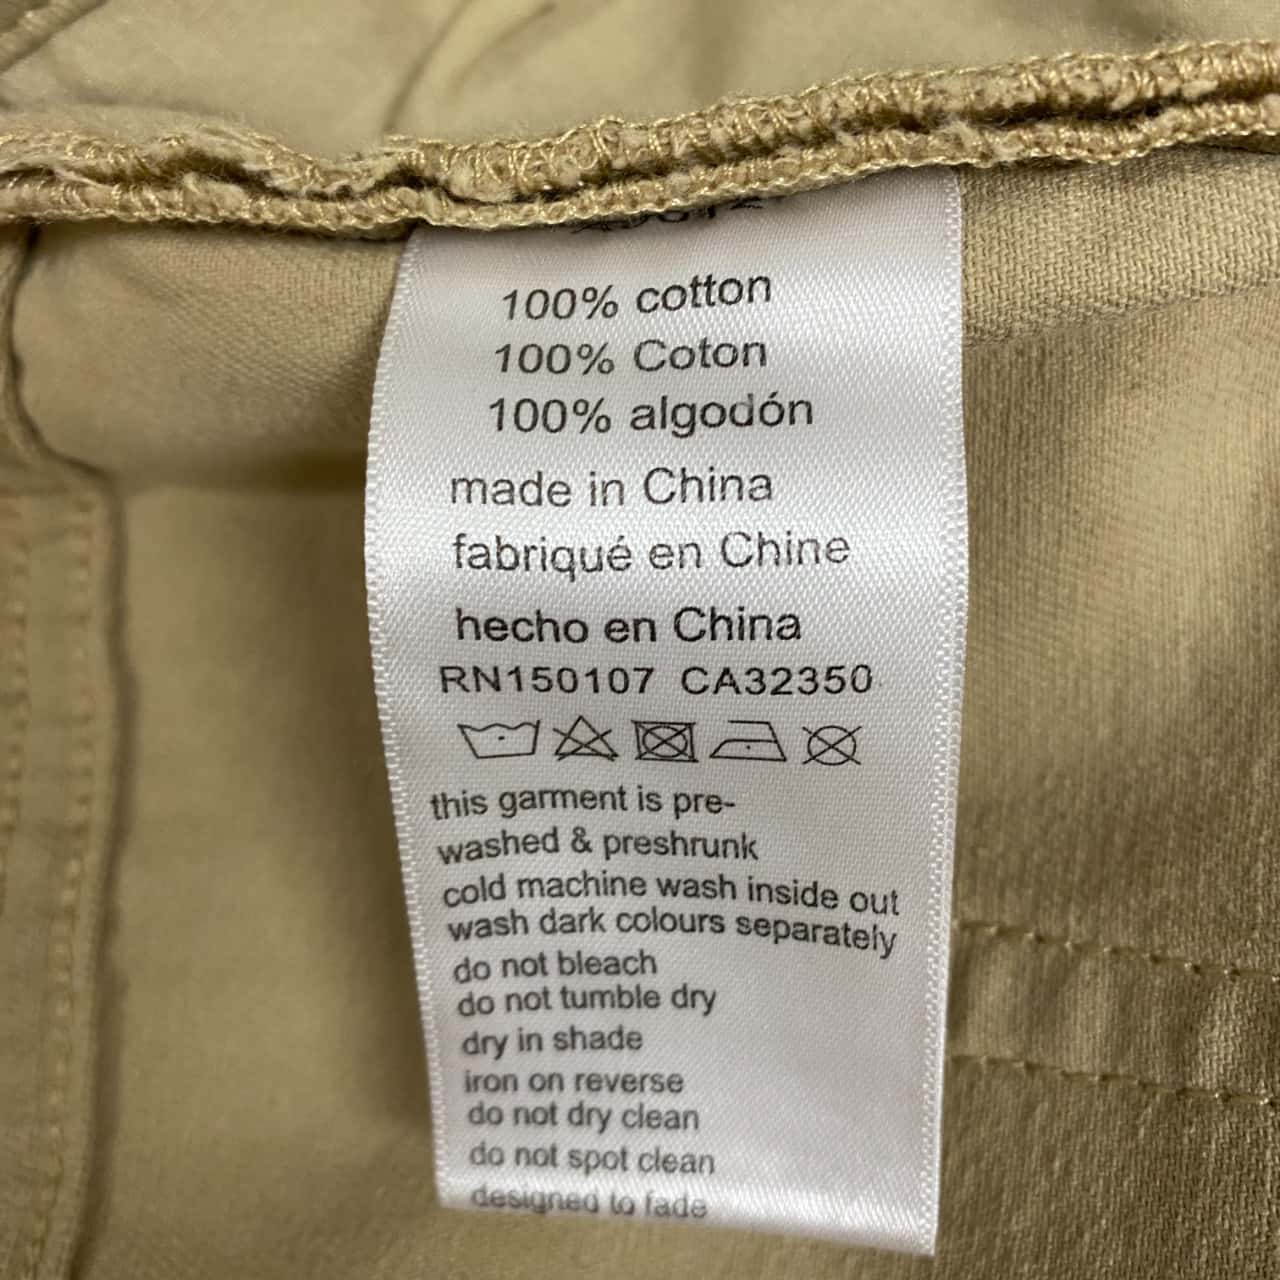 100% cotton
100% Coton
100% algodón
made in China
fabriqué en Chine
hecho en China
RN150107 CA32350
this garment is pre-
washed & preshrunk
cold machine wash inside out
wash dark colours separately
do not bleach
do not tumble dry
dry in shade
iron on reverse
do not dry clean
do not spot clean
designed to fade